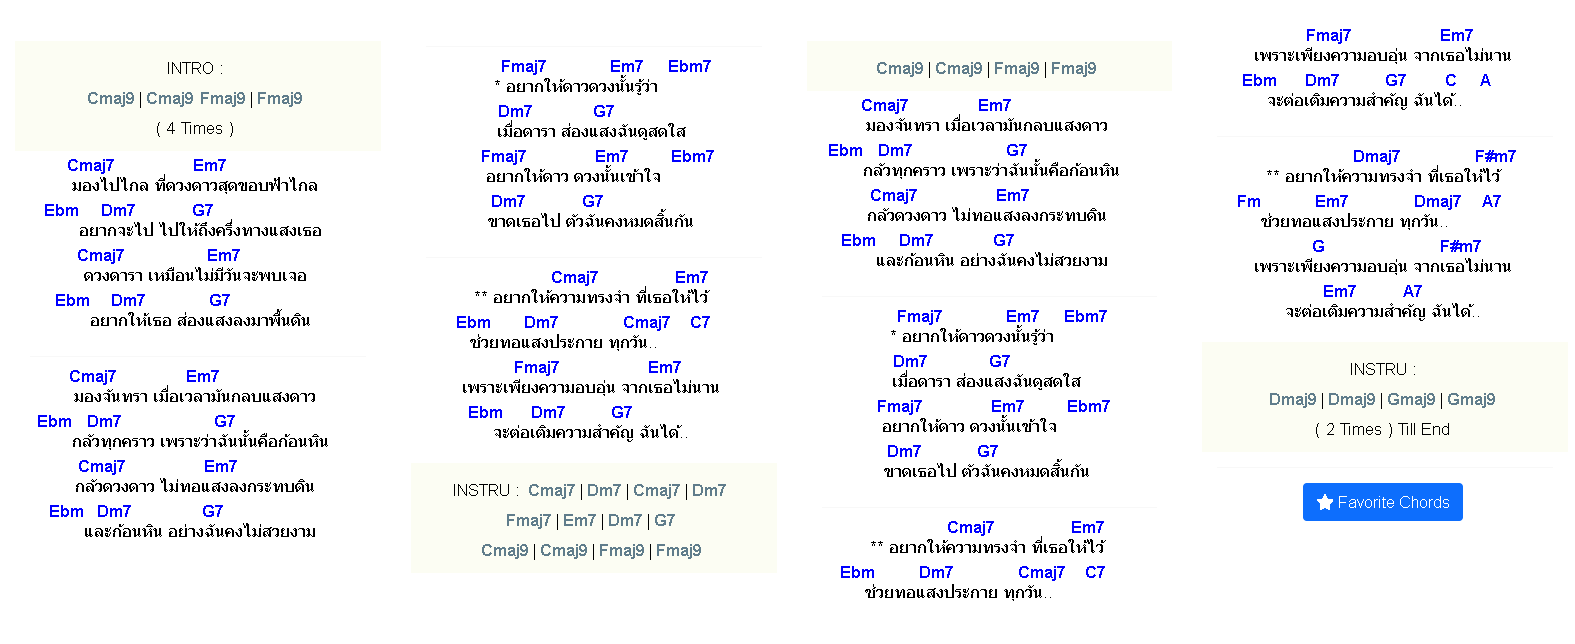 INTRO :
Cmaj9 | Cmaj9 Fmaj9 | Fmaj9
( 4 Times )
Cmaj7 Em7
มองไปไกล ที่ดวงดาวสุดขอบฟ้าไกล
Ebm Dm7 G7
อยากจะไป ไปให้ถึงครึ่งทางแสงเธอ
Cmaj7 Em7
ดวงดารา เหมือนไม่มีวันจะพบเจอ
Ebm Dm7 G7
อยากให้เธอ ส่องแสงลงมาพื้นดิน
Cmaj7 Em7
มองจันทรา เมื่อเวลามันกลบแสงดาว
Ebm Dm7 G7
กลัวทุกคราว เพราะว่าฉันนั้นคือก้อนหิน
Cmaj7 Em7
กลัวดวงดาว ไม่ทอแสงลงกระทบดิน
Ebm Dm7 G7
และก้อนหิน อย่างฉันคงไม่สวยงาม
Fmaj7 Em7 Ebm7
* อยากให้ดาวดวงนั้นรู้ว่า
Dm7 G7
เมื่อดารา ส่องแสงฉันดูสดใส
Fmaj7 Em7 Ebm7
อยากให้ดาว ดวงนั้นเข้าใจ
Dm7 G7
ขาดเธอไป ตัวฉันคงหมดสิ้นกัน
Cmaj7 Em7
** อยากให้ความทรงจำ ที่เธอให้ไว้
Ebm Dm7 Cmaj7 C7
ช่วยทอแสงประกาย ทุกวัน..
Fmaj7 Em7
เพราะเพียงความอบอุ่น จากเธอไม่นาน
Ebm Dm7 G7
จะต่อเติมความสำคัญ ฉันได้..
INSTRU : Cmaj7 | Dm7 | Cmaj7 | Dm7
Fmaj7 | Em7 | Dm7 | G7
Cmaj9 | Cmaj9 | Fmaj9 | Fmaj9
Cmaj9 | Cmaj9 | Fmaj9 | Fmaj9
Cmaj7 Em7
มองจันทรา เมื่อเวลามันกลบแสงดาว
Ebm Dm7 G7
กลัวทุกคราว เพราะว่าฉันนั้นคือก้อนหิน
Cmaj7 Em7
กลัวดวงดาว ไม่ทอแสงลงกระทบดิน
Ebm Dm7 G7
และก้อนหิน อย่างฉันคงไม่สวยงาม
Fmaj7 Em7 Ebm7
* อยากให้ดาวดวงนั้นรู้ว่า
Dm7 G7
เมื่อดารา ส่องแสงฉันดูสดใส
Fmaj7 Em7 Ebm7
อยากให้ดาว ดวงนั้นเข้าใจ
Dm7 G7
ขาดเธอไป ตัวฉันคงหมดสิ้นกัน
Cmaj7 Em7
** อยากให้ความทรงจำ ที่เธอให้ไว้
Ebm Dm7 Cmaj7 C7
ช่วยทอแสงประกาย ทุกวัน..
Fmaj7 Em7
เพราะเพียงความอบอุ่น จากเธอไม่นาน
Ebm Dm7 G7 C A
จะต่อเติมความสำคัญ ฉันได้..
Dmaj7 F#m7
** อยากให้ความทรงจำ ที่เธอให้ไว้
Fm Em7 Dmaj7 A7
ช่วยทอแสงประกาย ทุกวัน..
G F#m7
เพราะเพียงความอบอุ่น จากเธอไม่นาน
Em7 A7
จะต่อเติมความสำคัญ ฉันได้..
INSTRU :
Dmaj9 | Dmaj9 | Gmaj9 | Gmaj9
( 2 Times ) Till End
Favorite Chords